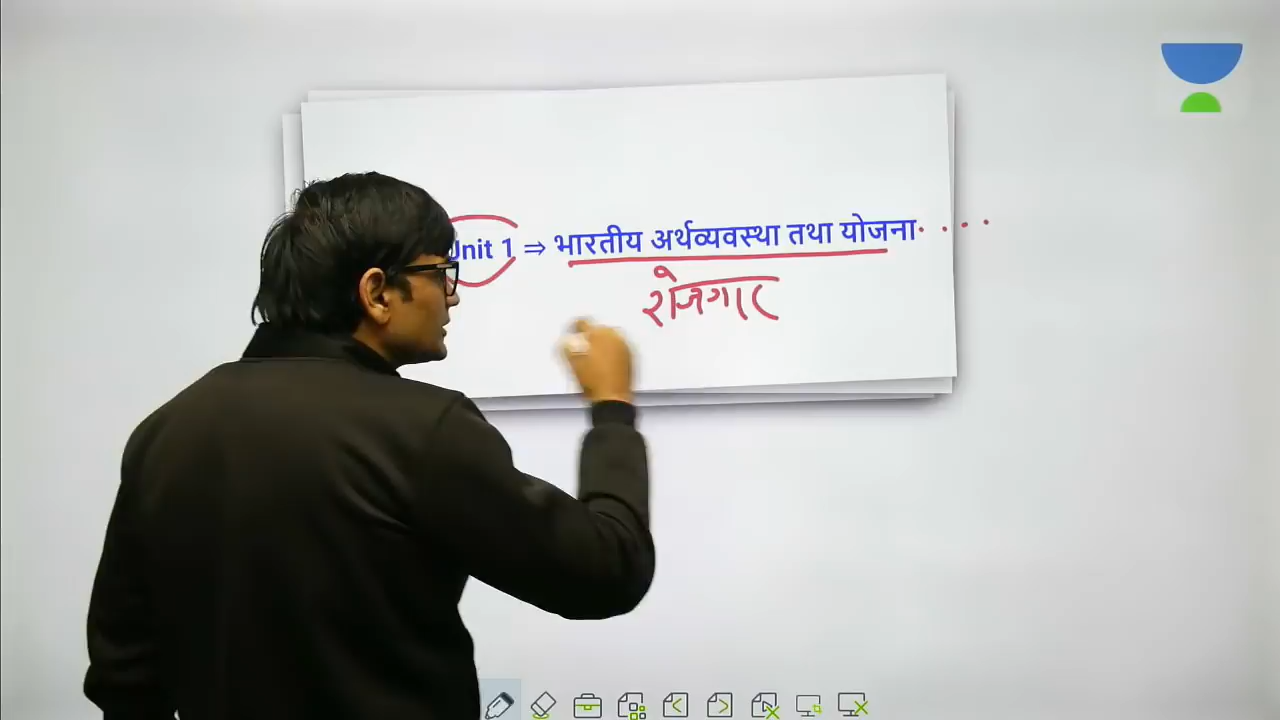 Unit 1 ⇒ भारतीय अर्थव्यवस्था तथा योजना....
रोजगार